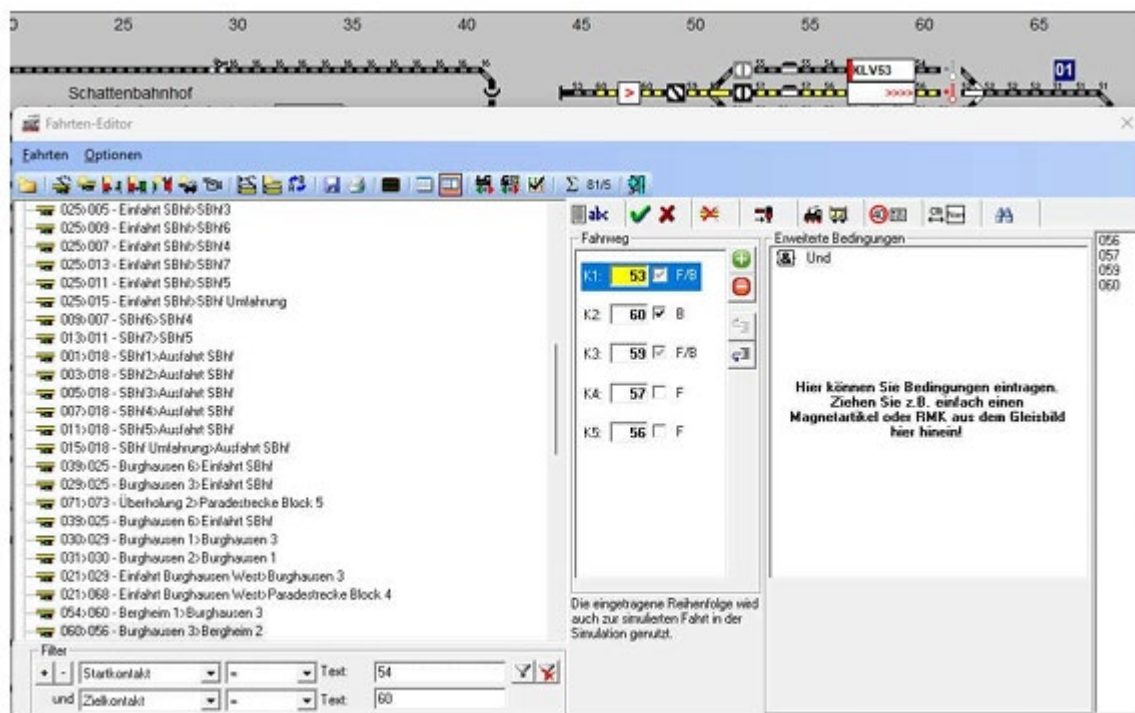 25 30 35 40 45 50 55 60 65
Schattenbahnhof
KLV53
>
>>>>
01
Fahrten-Editor
Fahrten Optionen
Σ 81/5
025>005 - Einfahrt SBhf>SBhf3
025>009 - Einfahrt SBhf>SBhf6
025>007 - Einfahrt SBhf>SBhf4
025>013 - Einfahrt SBhf>SBhf7
025>011 - Einfahrt SBhf>SBhf5
025>015 - Einfahrt SBhf>SBhf Umfahrung
009>007 - SBhf6>SBhf4
013>011 - SBhf7>SBhf5
001>018 - SBhf1>Ausfahrt SBhf
003>018 - SBhf2>Ausfahrt SBhf
005>018 - SBhf3>Ausfahrt SBhf
007>018 - SBhf4>Ausfahrt SBhf
011>018 - SBhf5>Ausfahrt SBhf
015>018 - SBhf Umfahrung>Ausfahrt SBhf
039>025 - Burghausen 6>Einfahrt SBhf
029>025 - Burghausen 3>Einfahrt SBhf
071>073 - Überholung 2>Paradestrecke Block 5
039>025 - Burghausen 6>Einfahrt SBhf
030>029 - Burghausen 1>Burghausen 3
031>030 - Burghausen 2>Burghausen 1
021>029 - Einfahrt Burghausen West>Burghausen 3
021>068 - Einfahrt Burghausen West>Paradestrecke Block 4
054>060 - Bergheim 1>Burghausen 3
060>056 - Burghausen 3>Bergheim 2
Filter
+ - Startkontakt = Text: 54
und Zielkontakt = Text: 60
abc
Fahrweg
K1: 53 F/B
K2: 60 B
K3: 59 F/B
K4: 57 F
K5: 56 F
Die eingetragene Reihenfolge wird
auch zur simulierten Fahrt in der
Simulation genutzt.
Erweiterte Bedingungen
& Und
Hier können Sie Bedingungen eintragen.
Ziehen Sie z.B. einfach einen
Magnetartikel oder RMK aus dem Gleisbild
hier hinein!
056
057
059
060